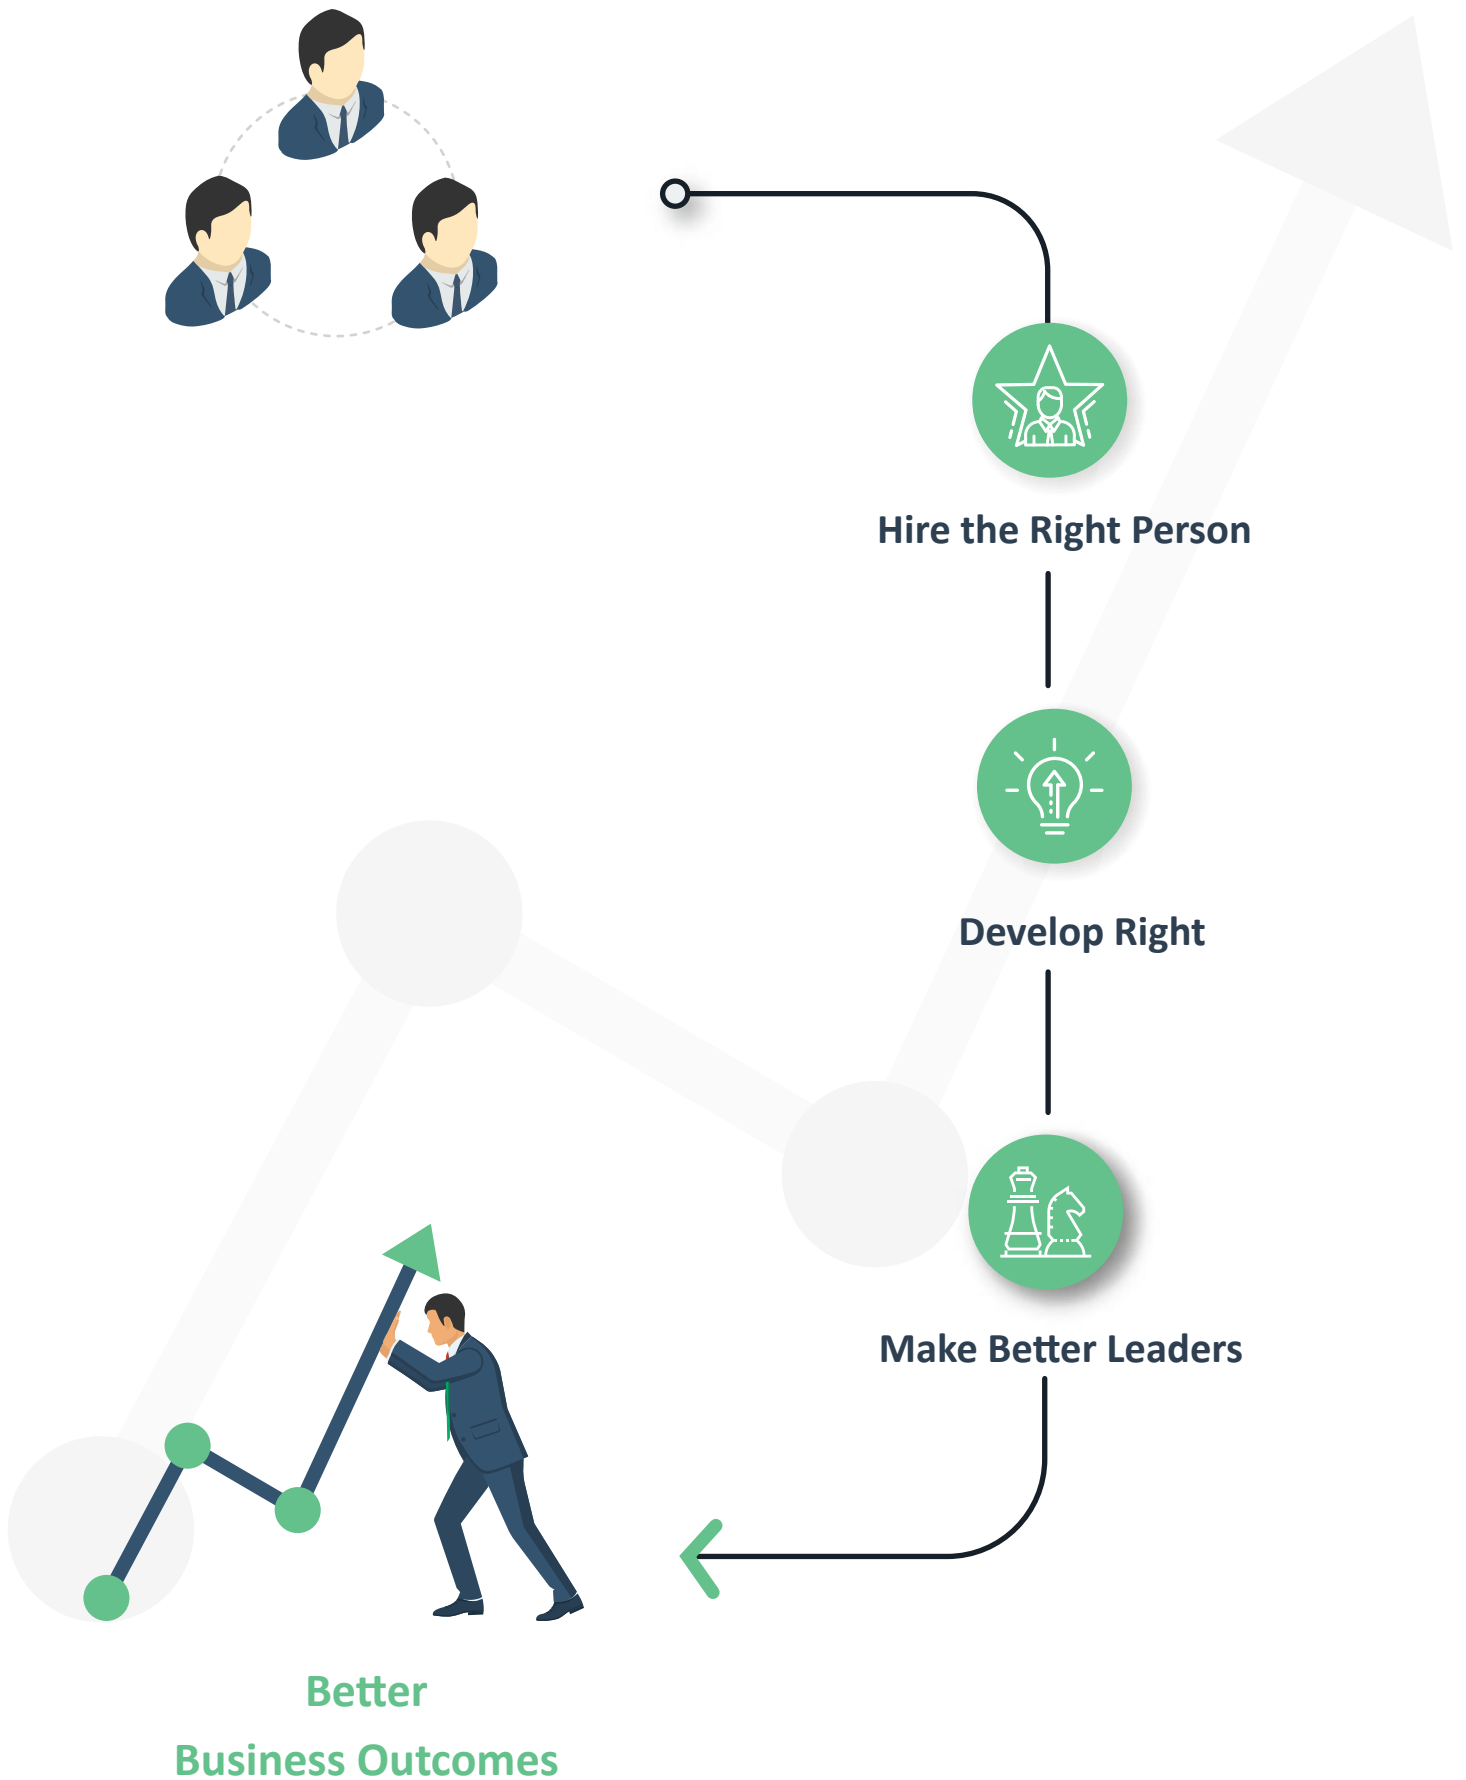 Hire the Right Person
Develop Right
Make Better Leaders
Better
Business Outcomes